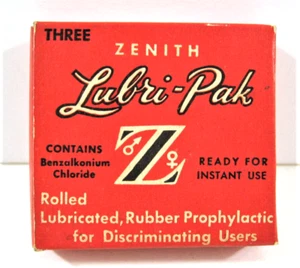 THREE
ZENITH
Lubri-Pak
CONTAINS
Benzalkonium
Chloride
Z
♂ ♀
READY FOR
INSTANT USE
Rolled
Lubricated, Rubber Prophylactic
for Discriminating Users